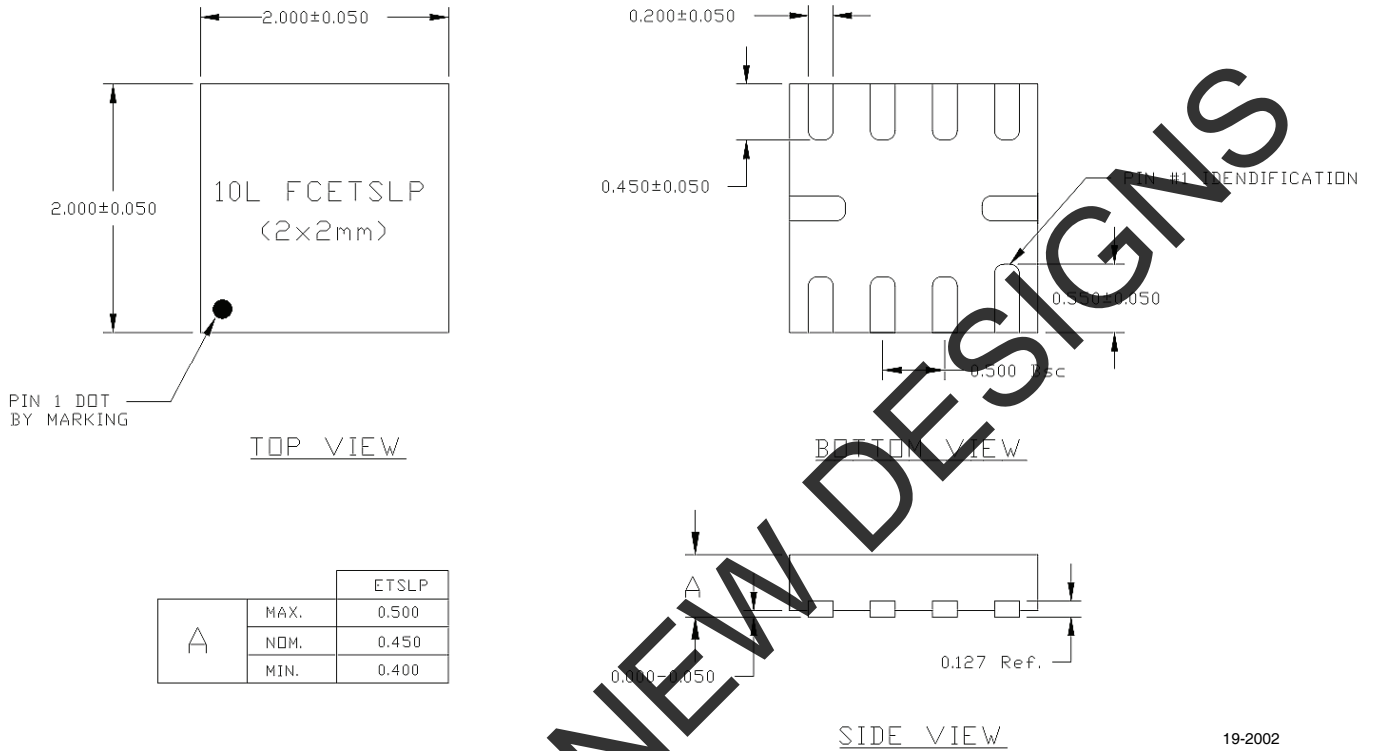 2.000±0.050
0.200±0.050
2.000±0.050
10L FCETSLP
(2x2mm)
0.450±0.050
PIN #1 IDENDIFICATION
0.550±0.050
0.500 Bsc
PIN 1 DOT
BY MARKING
TOP VIEW
BOTTOM VIEW
NEW DESIGNS
ETSLP
A
MAX.
0.500
NOM.
0.450
MIN.
0.400
A
0.000-0.050
0.127 Ref.
SIDE VIEW
19-2002